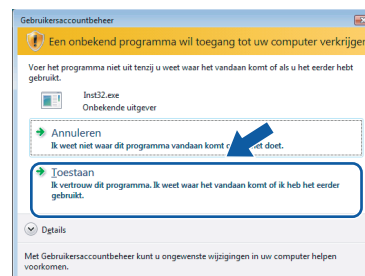 Gebruikersaccountbeheer
Een onbekend programma wil toegang tot uw computer verkrijgen
Voer het programma niet uit tenzij u weet waar het vandaan komt of als u het eerder hebt
gebruikt.
Inst32.exe
Onbekende uitgever
Annuleren
Ik weet niet waar dit programma vandaan komt het doet.
Toestaan
Ik vertrouw dit programma. Ik weet waar het vandaan komt of ik heb het eerder
gebruikt.
Details
Met Gebruikersaccountbeheer kunt u ongewenste wijzigingen in uw computer helpen
voorkomen.